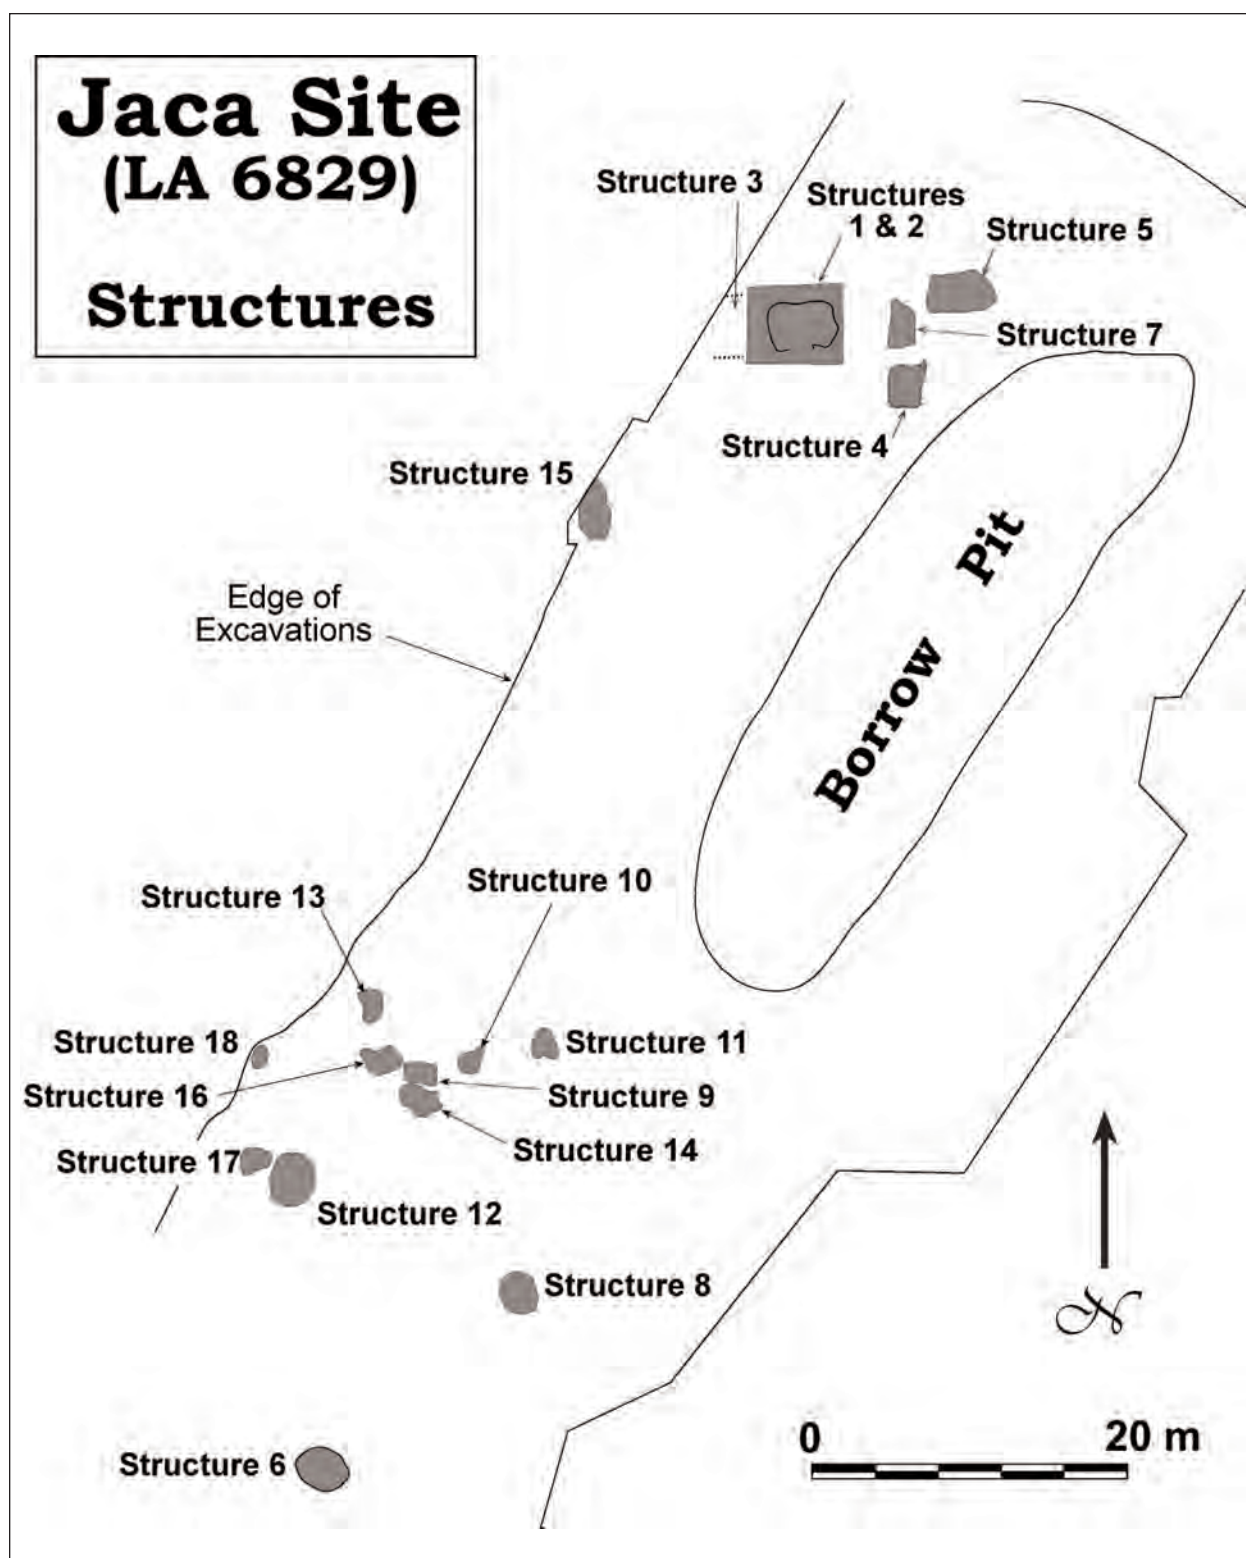 Jaca Site
(LA 6829)
Structures
Structure 3
Structures
1 & 2
Structure 5
Structure 7
Structure 4
Structure 15
Edge of
Excavations
Borrow Pit
Structure 10
Structure 13
Structure 18
Structure 11
Structure 16
Structure 9
Structure 14
Structure 17
Structure 12
Structure 8
N
0 20 m
Structure 6